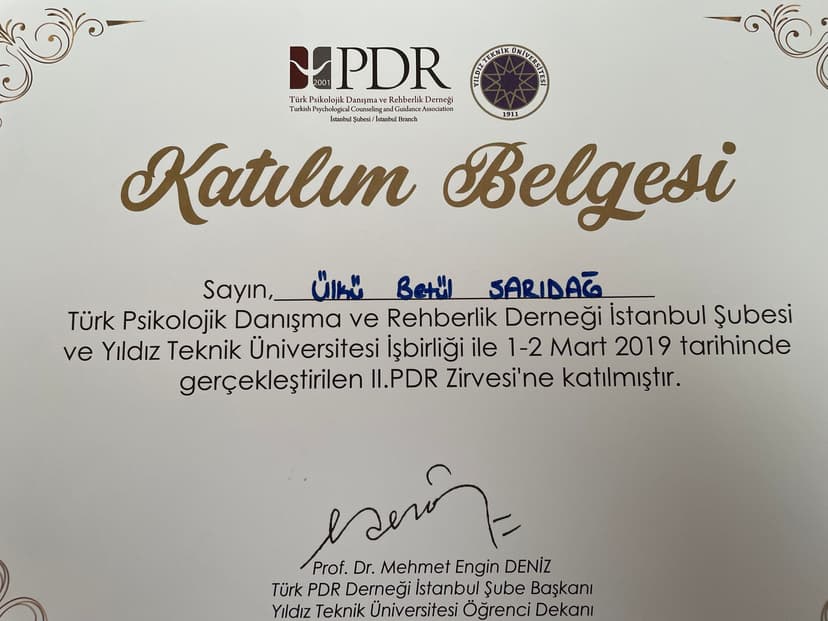 2001
PDR
Türk Psikolojik Danışma ve Rehberlik Derneği
Turkish Psychological Counseling and Guidance Association
İstanbul Şubesi / İstanbul Branch
YILDIZ TEKNİK ÜNİVERSİTESİ
1911
Katılım Belgesi
Sayın, Ülkü Betül SARIDAĞ
Türk Psikolojik Danışma ve Rehberlik Derneği İstanbul Şubesi
ve Yıldız Teknik Üniversitesi İşbirliği ile 1-2 Mart 2019 tarihinde
gerçekleştirilen II.PDR Zirvesi'ne katılmıştır.
Prof. Dr. Mehmet Engin DENİZ
Türk PDR Derneği İstanbul Şube Başkanı
Yıldız Teknik Üniversitesi Öğrenci Dekanı